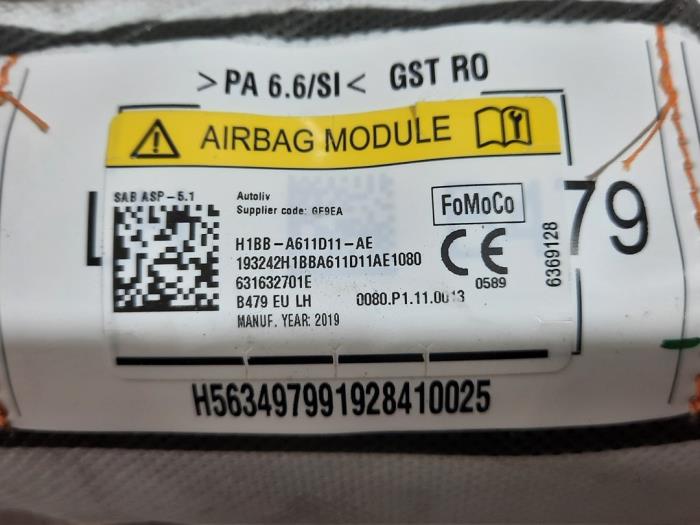 >PA 6.6/SI< GST RO
AIRBAG MODULE
SAB ASP-5.1
Autoliv
Supplier code: GF9EA
FoMoCo
H1BB-A611D11-AE
193242H1BBA611D11AE1080
631632701E
B479 EU LH 0080.P1.11.0013
MANUF. YEAR: 2019
CE
0589
6369128
79
H563497991928410025